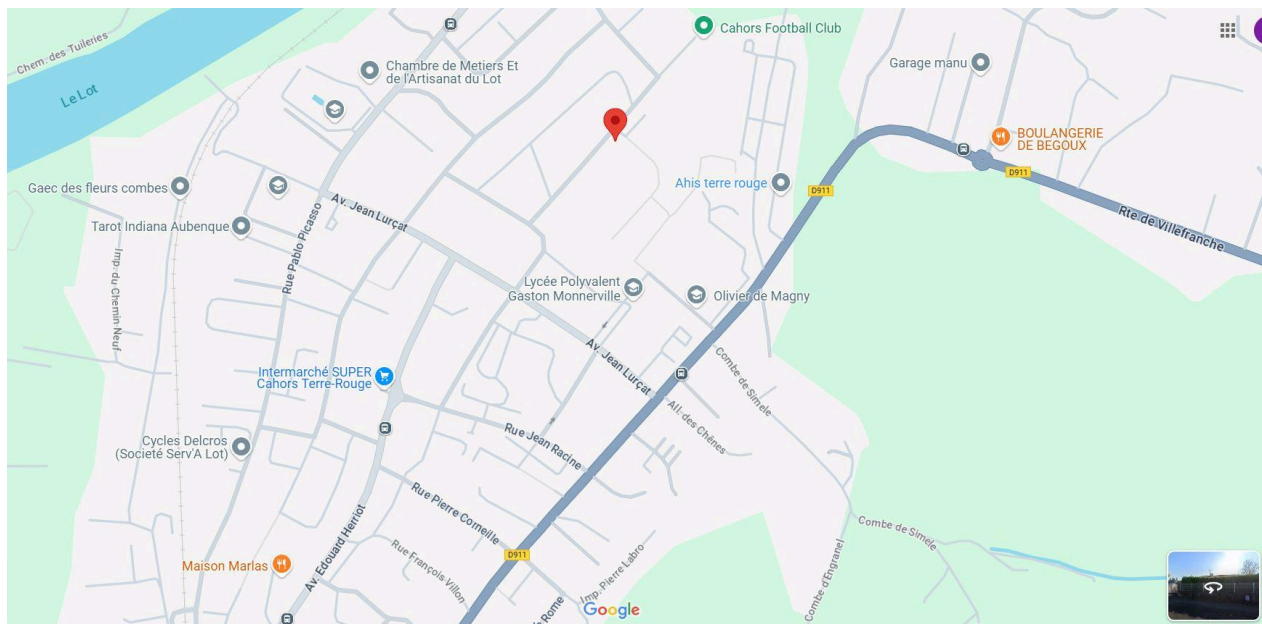 Cahors Football Club
Chem. des Tuileries
Chambre de Metiers Et
de l'Artisanat du Lot
Garage manu
Le Lot
BOULANGERIE
DE BEGOUX
D911
Gaec des fleurs combes
Ahis terre rouge
D911
Av. Jean Lurçat
Tarot Indiana Aubenque
Rue Pablo Picasso
Rte de Villefranche
Imp. du Chemin Neuf
Lycée Polyvalent
Gaston Monnerville
Olivier de Magny
Av. Jean Lurçat
Combe de Simele
Intermarché SUPER
Cahors Terre-Rouge
All. des Chênes
Rue Jean Racine
Cycles Delcros
(Societé Serv'A Lot)
Rue Pierre Corneille
Av. Edouard Herriot
Combe de Simele
D911
Rue François-Villon
Maison Marlas
Imp. Pierre Labro
Combe d'Engranel
Rome
Google